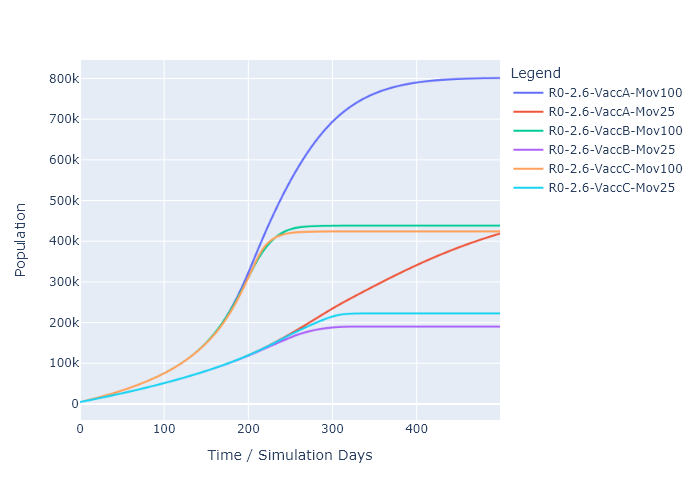 Population
800k
700k
600k
500k
400k
300k
200k
100k
0
0 100 200 300 400
Time / Simulation Days
Legend
R0-2.6-VaccA-Mov100
R0-2.6-VaccA-Mov25
R0-2.6-VaccB-Mov100
R0-2.6-VaccB-Mov25
R0-2.6-VaccC-Mov100
R0-2.6-VaccC-Mov25